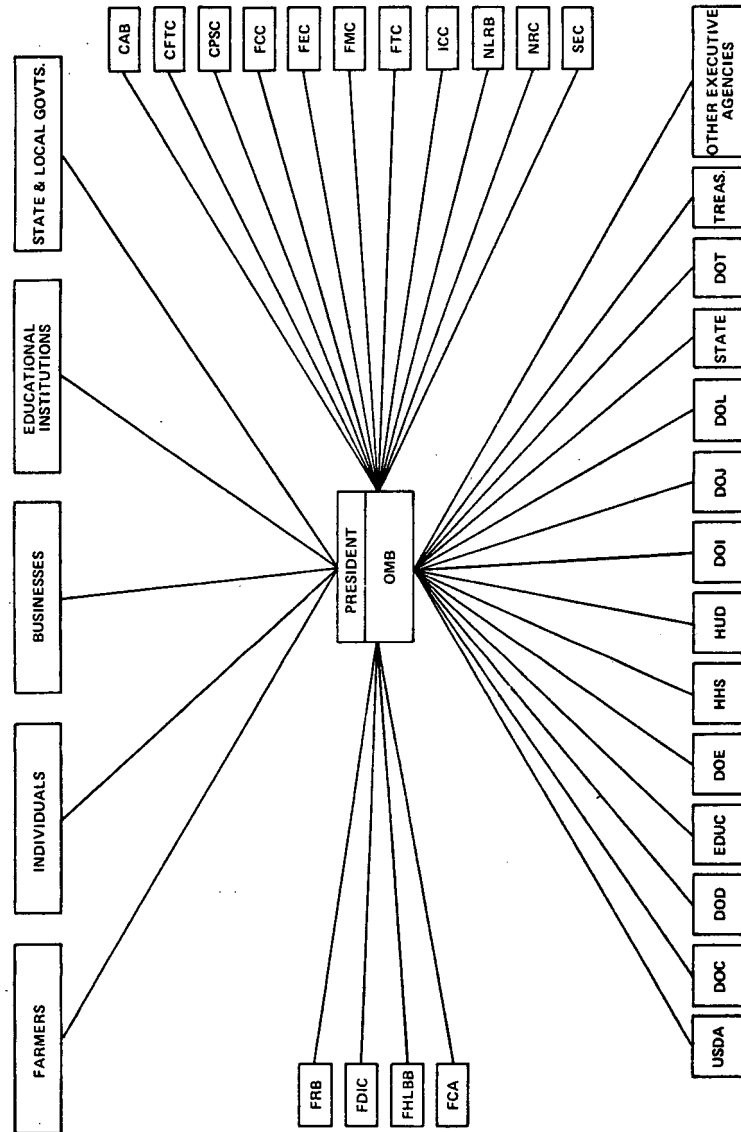 FARMERS
INDIVIDUALS
BUSINESSES
EDUCATIONAL
INSTITUTIONS
STATE & LOCAL GOVTS.
FRB
FDIC
FHLBB
FCA
PRESIDENT
OMB
CAB
CFTC
CPSC
FCC
FEC
FMC
FTC
ICC
NLRB
NRC
SEC
USDA
DOC
DOD
EDUC
DOE
HHS
HUD
DOI
DOJ
DOL
STATE
DOT
TREAS.
OTHER EXECUTIVE
AGENCIES